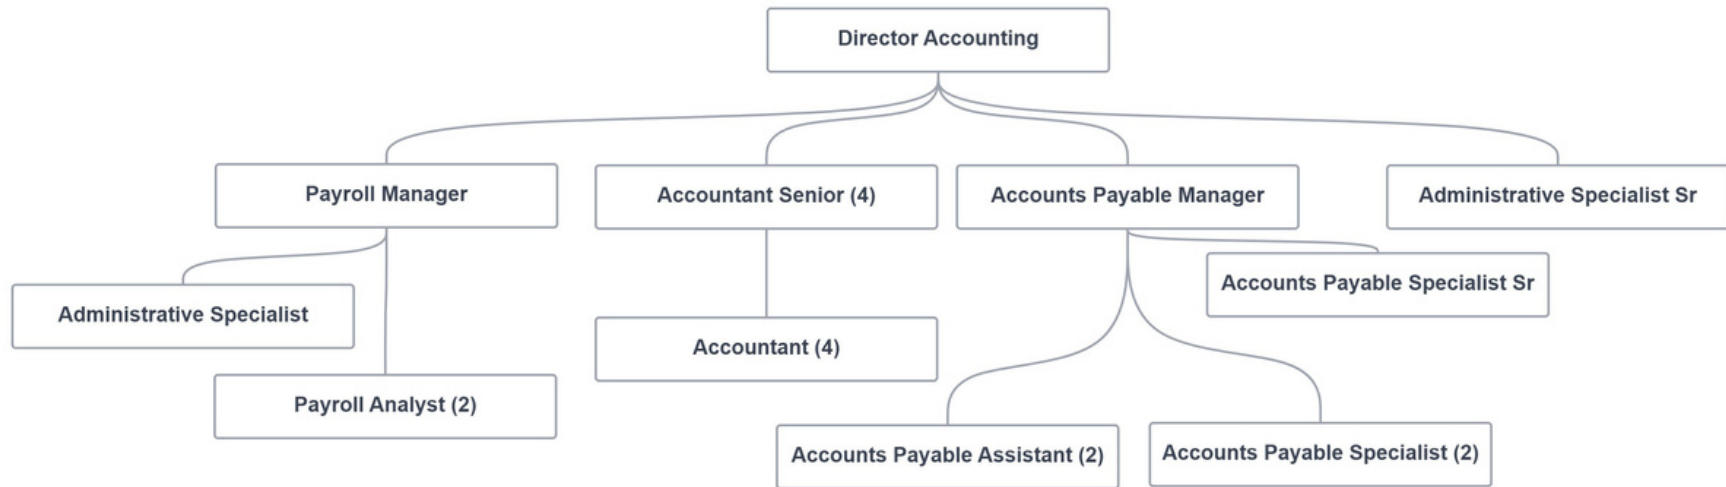 Director Accounting
Payroll Manager
Accountant Senior (4)
Accounts Payable Manager
Administrative Specialist Sr
Accounts Payable Specialist Sr
Administrative Specialist
Accountant (4)
Payroll Analyst (2)
Accounts Payable Assistant (2)
Accounts Payable Specialist (2)